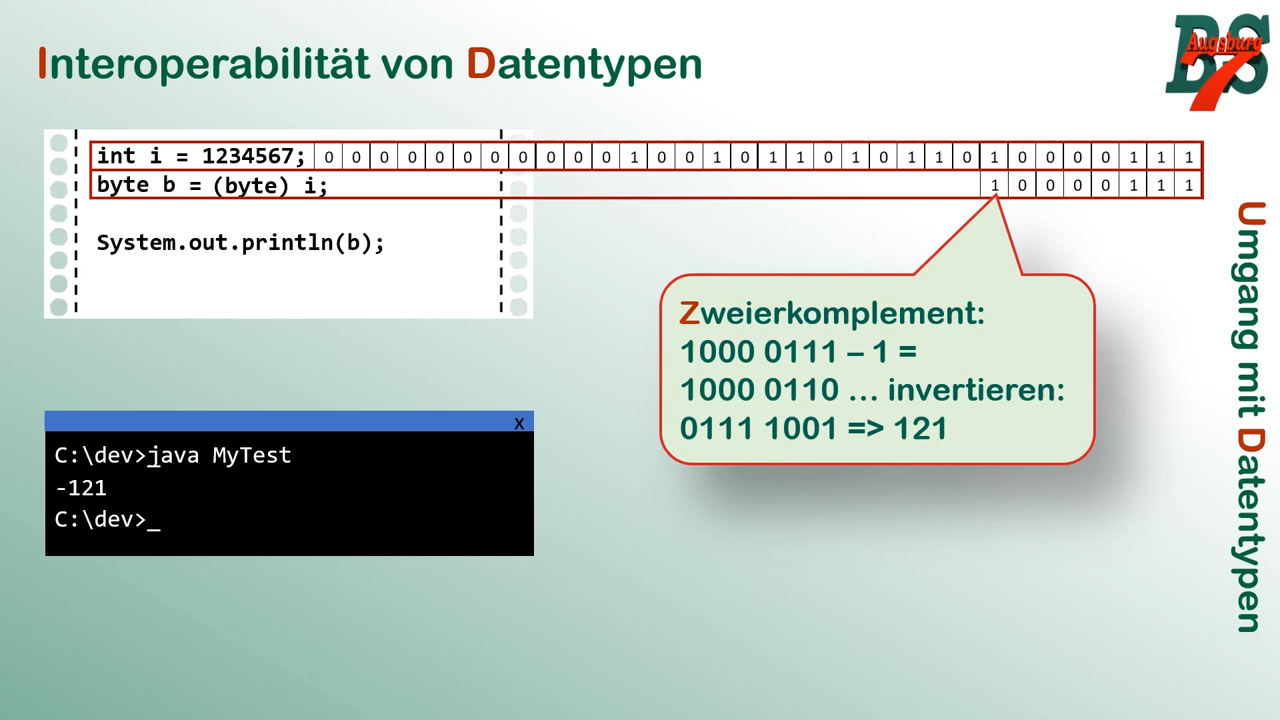 Interoperabilität von Datentypen
BS
Augsburg
7
int i = 1234567; 0 0 0 0 0 0 0 0 0 0 0 1 0 0 1 0 1 1 0 1 0 1 1 0 1 0 0 0 0 1 1 1
byte b = (byte) i; 1 0 0 0 0 1 1 1
System.out.println(b);
Zweierkomplement:
1000 0111 – 1 =
1000 0110 … invertieren:
0111 1001 => 121
x
C:\dev>java MyTest
-121
C:\dev>_
Umgang mit Datentypen